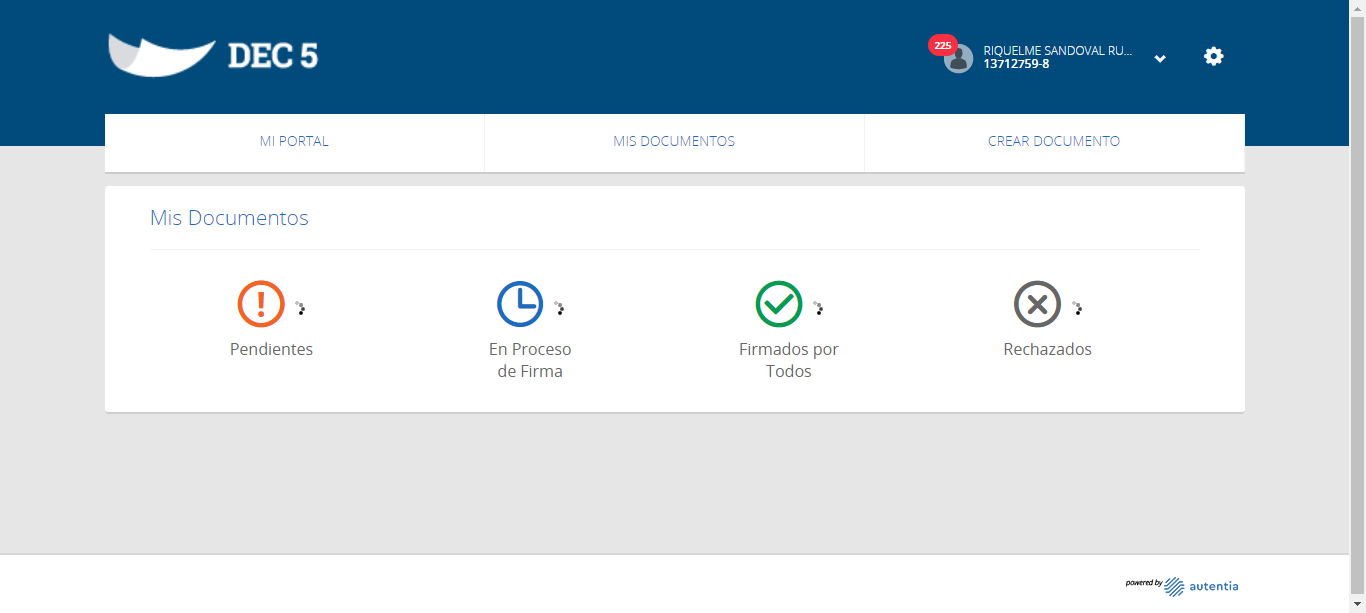 DEC 5
225
RIQUELME SANDOVAL RU...
13712759-8
MI PORTAL
MIS DOCUMENTOS
CREAR DOCUMENTO
Mis Documentos
Pendientes
En Proceso
de Firma
Firmados por
Todos
Rechazados
powered by autentia